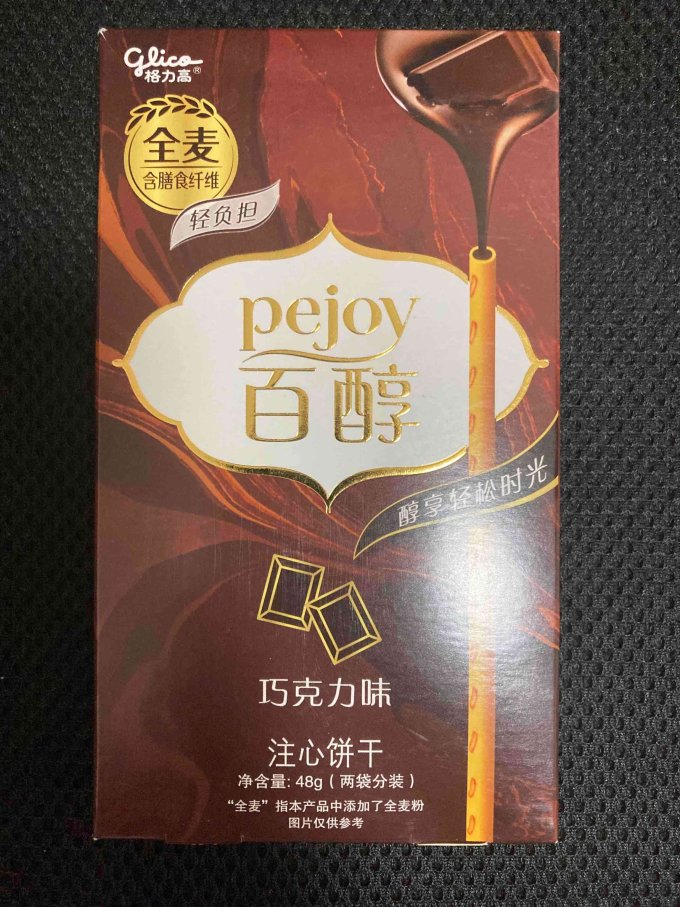 Glico
格力高®
全麦
含膳食纤维
轻负担
pejoy
百醇
醇享轻松时光
巧克力味
注心饼干
净含量: 48g（两袋分装）
“全麦”指本产品中添加了全麦粉
图片仅供参考